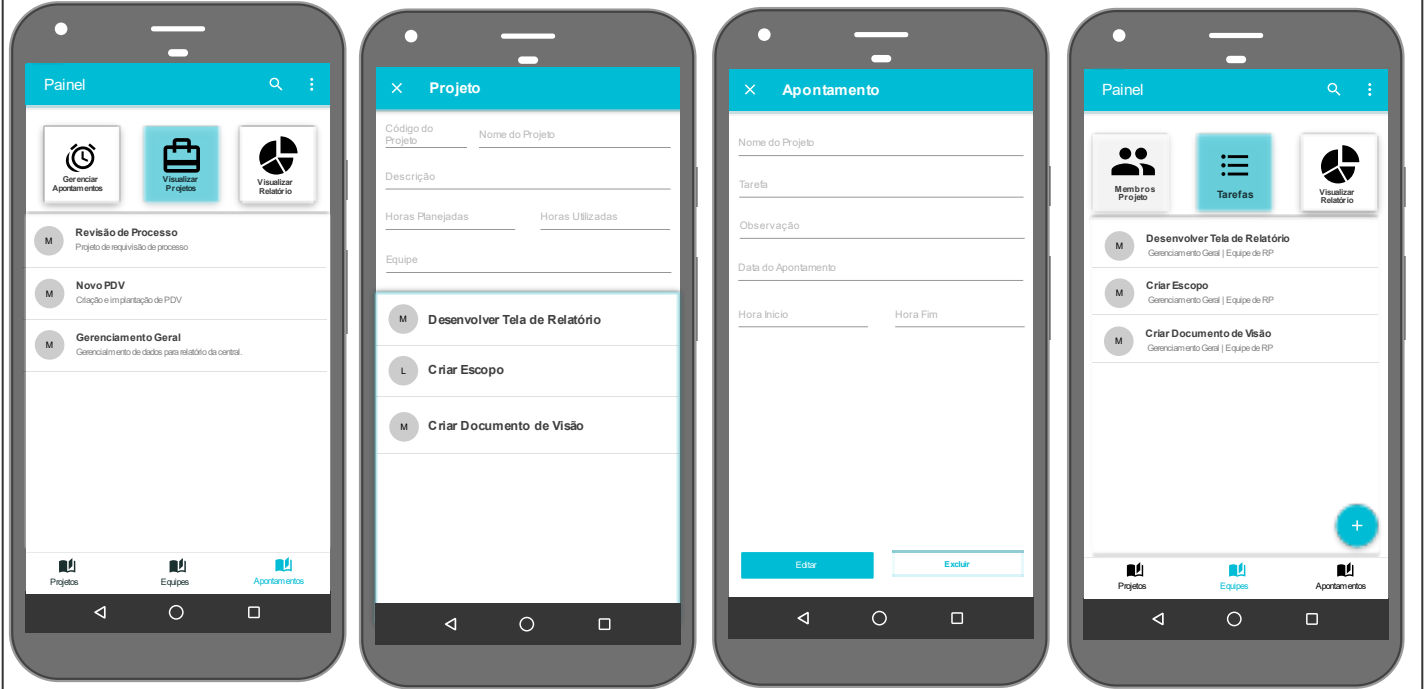 Painel
Gerenciar
Apontamentos
Visualizar
Projetos
Visualizar
Relatório
M
Revisão de Processo
Projeto de requivisão de processo
M
Novo PDV
Criação e implantação de PDV
M
Gerenciamento Geral
Gerencialmento de dados para relatório da central.
Projetos
Equipes
Apontamentos
Projeto
Código do
Projeto
Nome do Projeto
Descrição
Horas Planejadas
Horas Utilizadas
Equipe
M
Desenvolver Tela de Relatório
L
Criar Escopo
M
Criar Documento de Visão
Apontamento
Nome do Projeto
Tarefa
Observação
Data do Apontamento
Hora Inicio
Hora Fim
Editar
Excluir
Painel
Membros
Projeto
Tarefas
Visualizar
Relatório
M
Desenvolver Tela de Relatório
Gerenciamento Geral | Equipe de RP
M
Criar Escopo
Gerenciamento Geral | Equipe de RP
M
Criar Documento de Visão
Gerenciamento Geral | Equipe de RP
Projetos
Equipes
Apontamentos